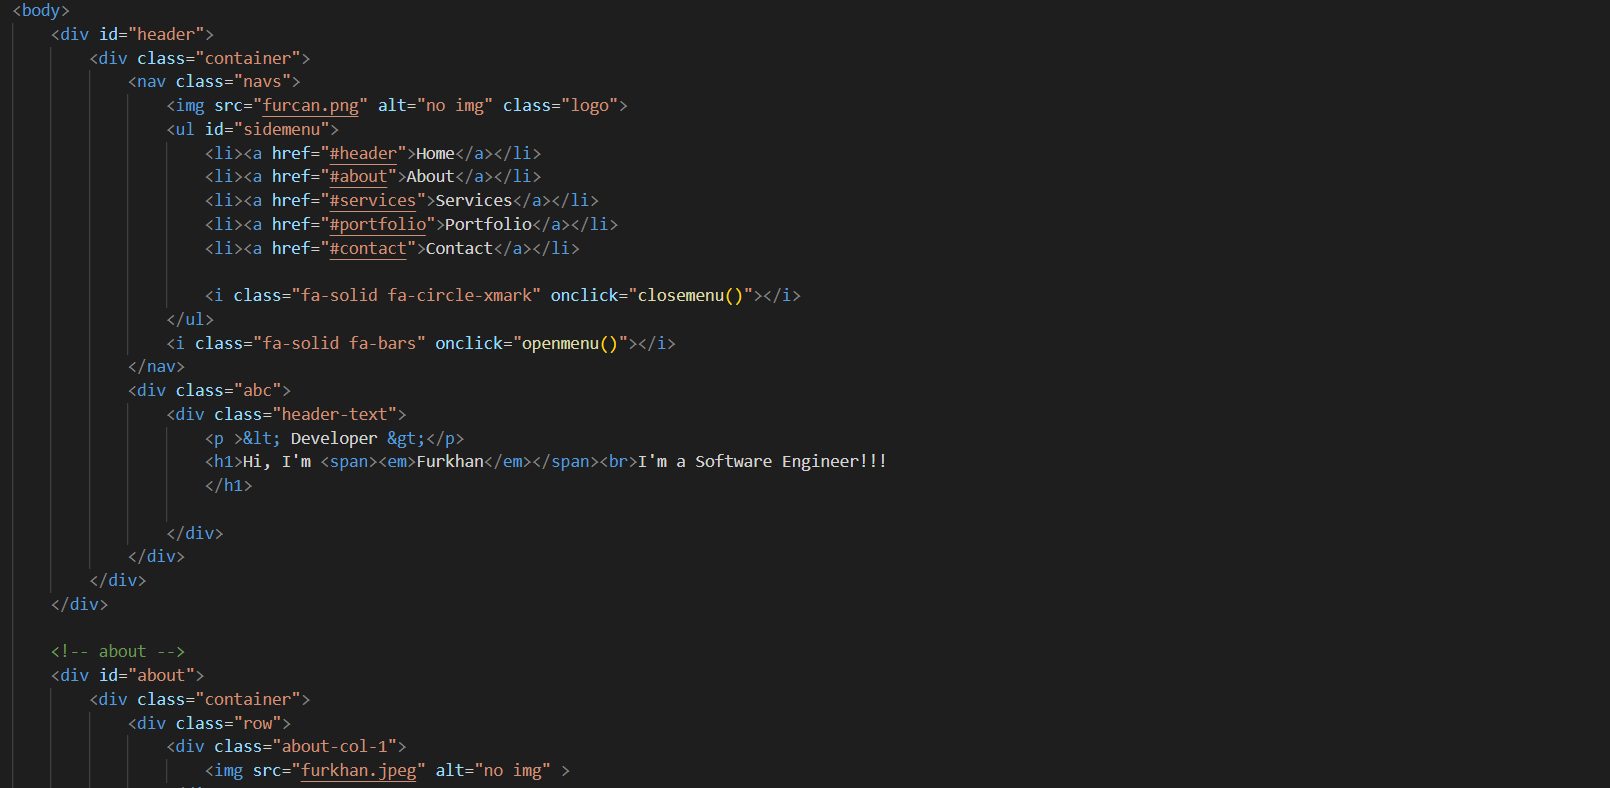 <body>
<div id="header">
<div class="container">
<nav class="navs">
<img src="furcan.png" alt="no img" class="logo">
<ul id="sidemenu">
<li><a href="#header">Home</a></li>
<li><a href="#about">About</a></li>
<li><a href="#services">Services</a></li>
<li><a href="#portfolio">Portfolio</a></li>
<li><a href="#contact">Contact</a></li>
<i class="fa-solid fa-circle-xmark" onclick="closemenu()"></i>
</ul>
<i class="fa-solid fa-bars" onclick="openmenu()"></i>
</nav>
<div class="abc">
<div class="header-text">
<p >&lt; Developer &gt;</p>
<h1>Hi, I'm <span><em>Furkhan</em></span><br>I'm a Software Engineer!!!
</h1>
</div>
</div>
</div>
</div>
<!-- about -->
<div id="about">
<div class="container">
<div class="row">
<div class="about-col-1">
<img src="furkhan.jpeg" alt="no img" >